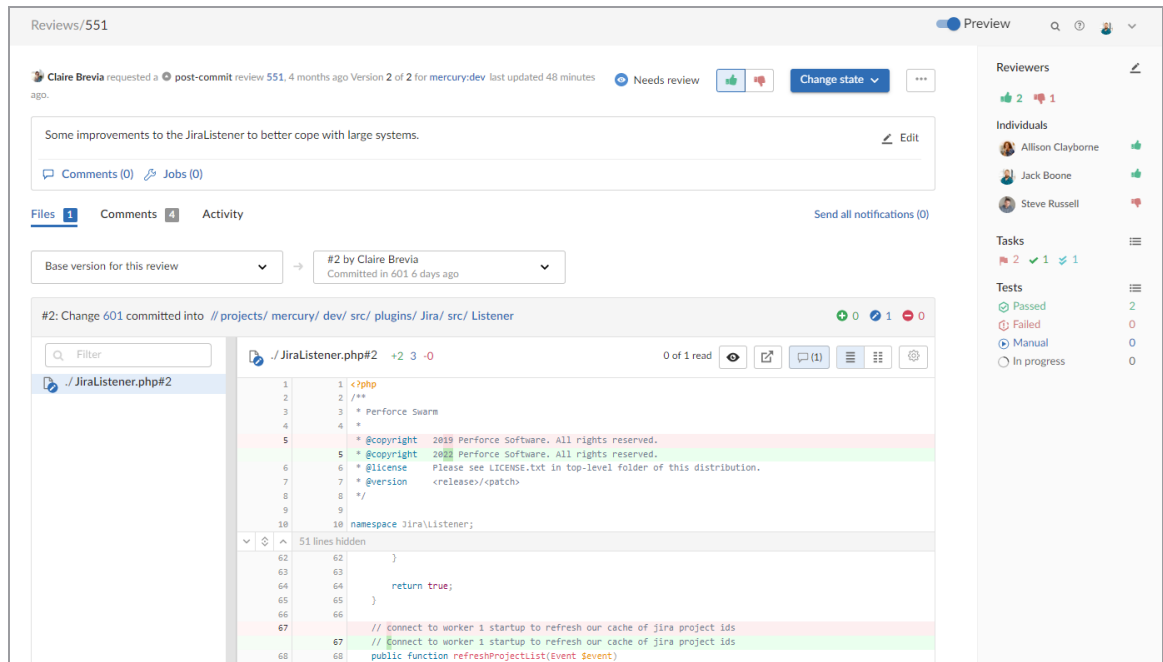 Reviews/551
Preview
Claire Brevia requested a post-commit review 551, 4 months ago Version 2 of 2 for mercury:dev last updated 48 minutes
ago.
Needs review
Change state
Some improvements to the JiraListener to better cope with large systems.
Edit
Comments (0) Jobs (0)
Files 1 Comments 4 Activity
Send all notifications (0)
Base version for this review
#2 by Claire Brevia
Committed in 601 6 days ago
#2: Change 601 committed into // projects/ mercury/ dev/ src/ plugins/ Jira/ src/ Listener
0 1 0
Filter
./ JiraListener.php#2
./ JiraListener.php#2 +2 3 -0
0 of 1 read
(1)
1 1 <?php
2 2 /**
3 3 * Perforce Swarm
4 4 *
5 * @copyright 2019 Perforce Software. All rights reserved.
5 * @copyright 2022 Perforce Software. All rights reserved.
6 6 * @license Please see LICENSE.txt in top-level folder of this distribution.
7 7 * @version <release>/<patch>
8 8 */
9 9
10 10 namespace Jira\Listener;
51 lines hidden
62 62 }
63 63
64 64 return true;
65 65 }
66 66
67 // connect to worker 1 startup to refresh our cache of jira project ids
67 // Connect to worker 1 startup to refresh our cache of jira project ids
68 68 public function refreshProjectList(Event $event)
Reviewers
2 1
Individuals
Allison Clayborne
Jack Boone
Steve Russell
Tasks
2 1 1
Tests
Passed 2
Failed 0
Manual 0
In progress 0